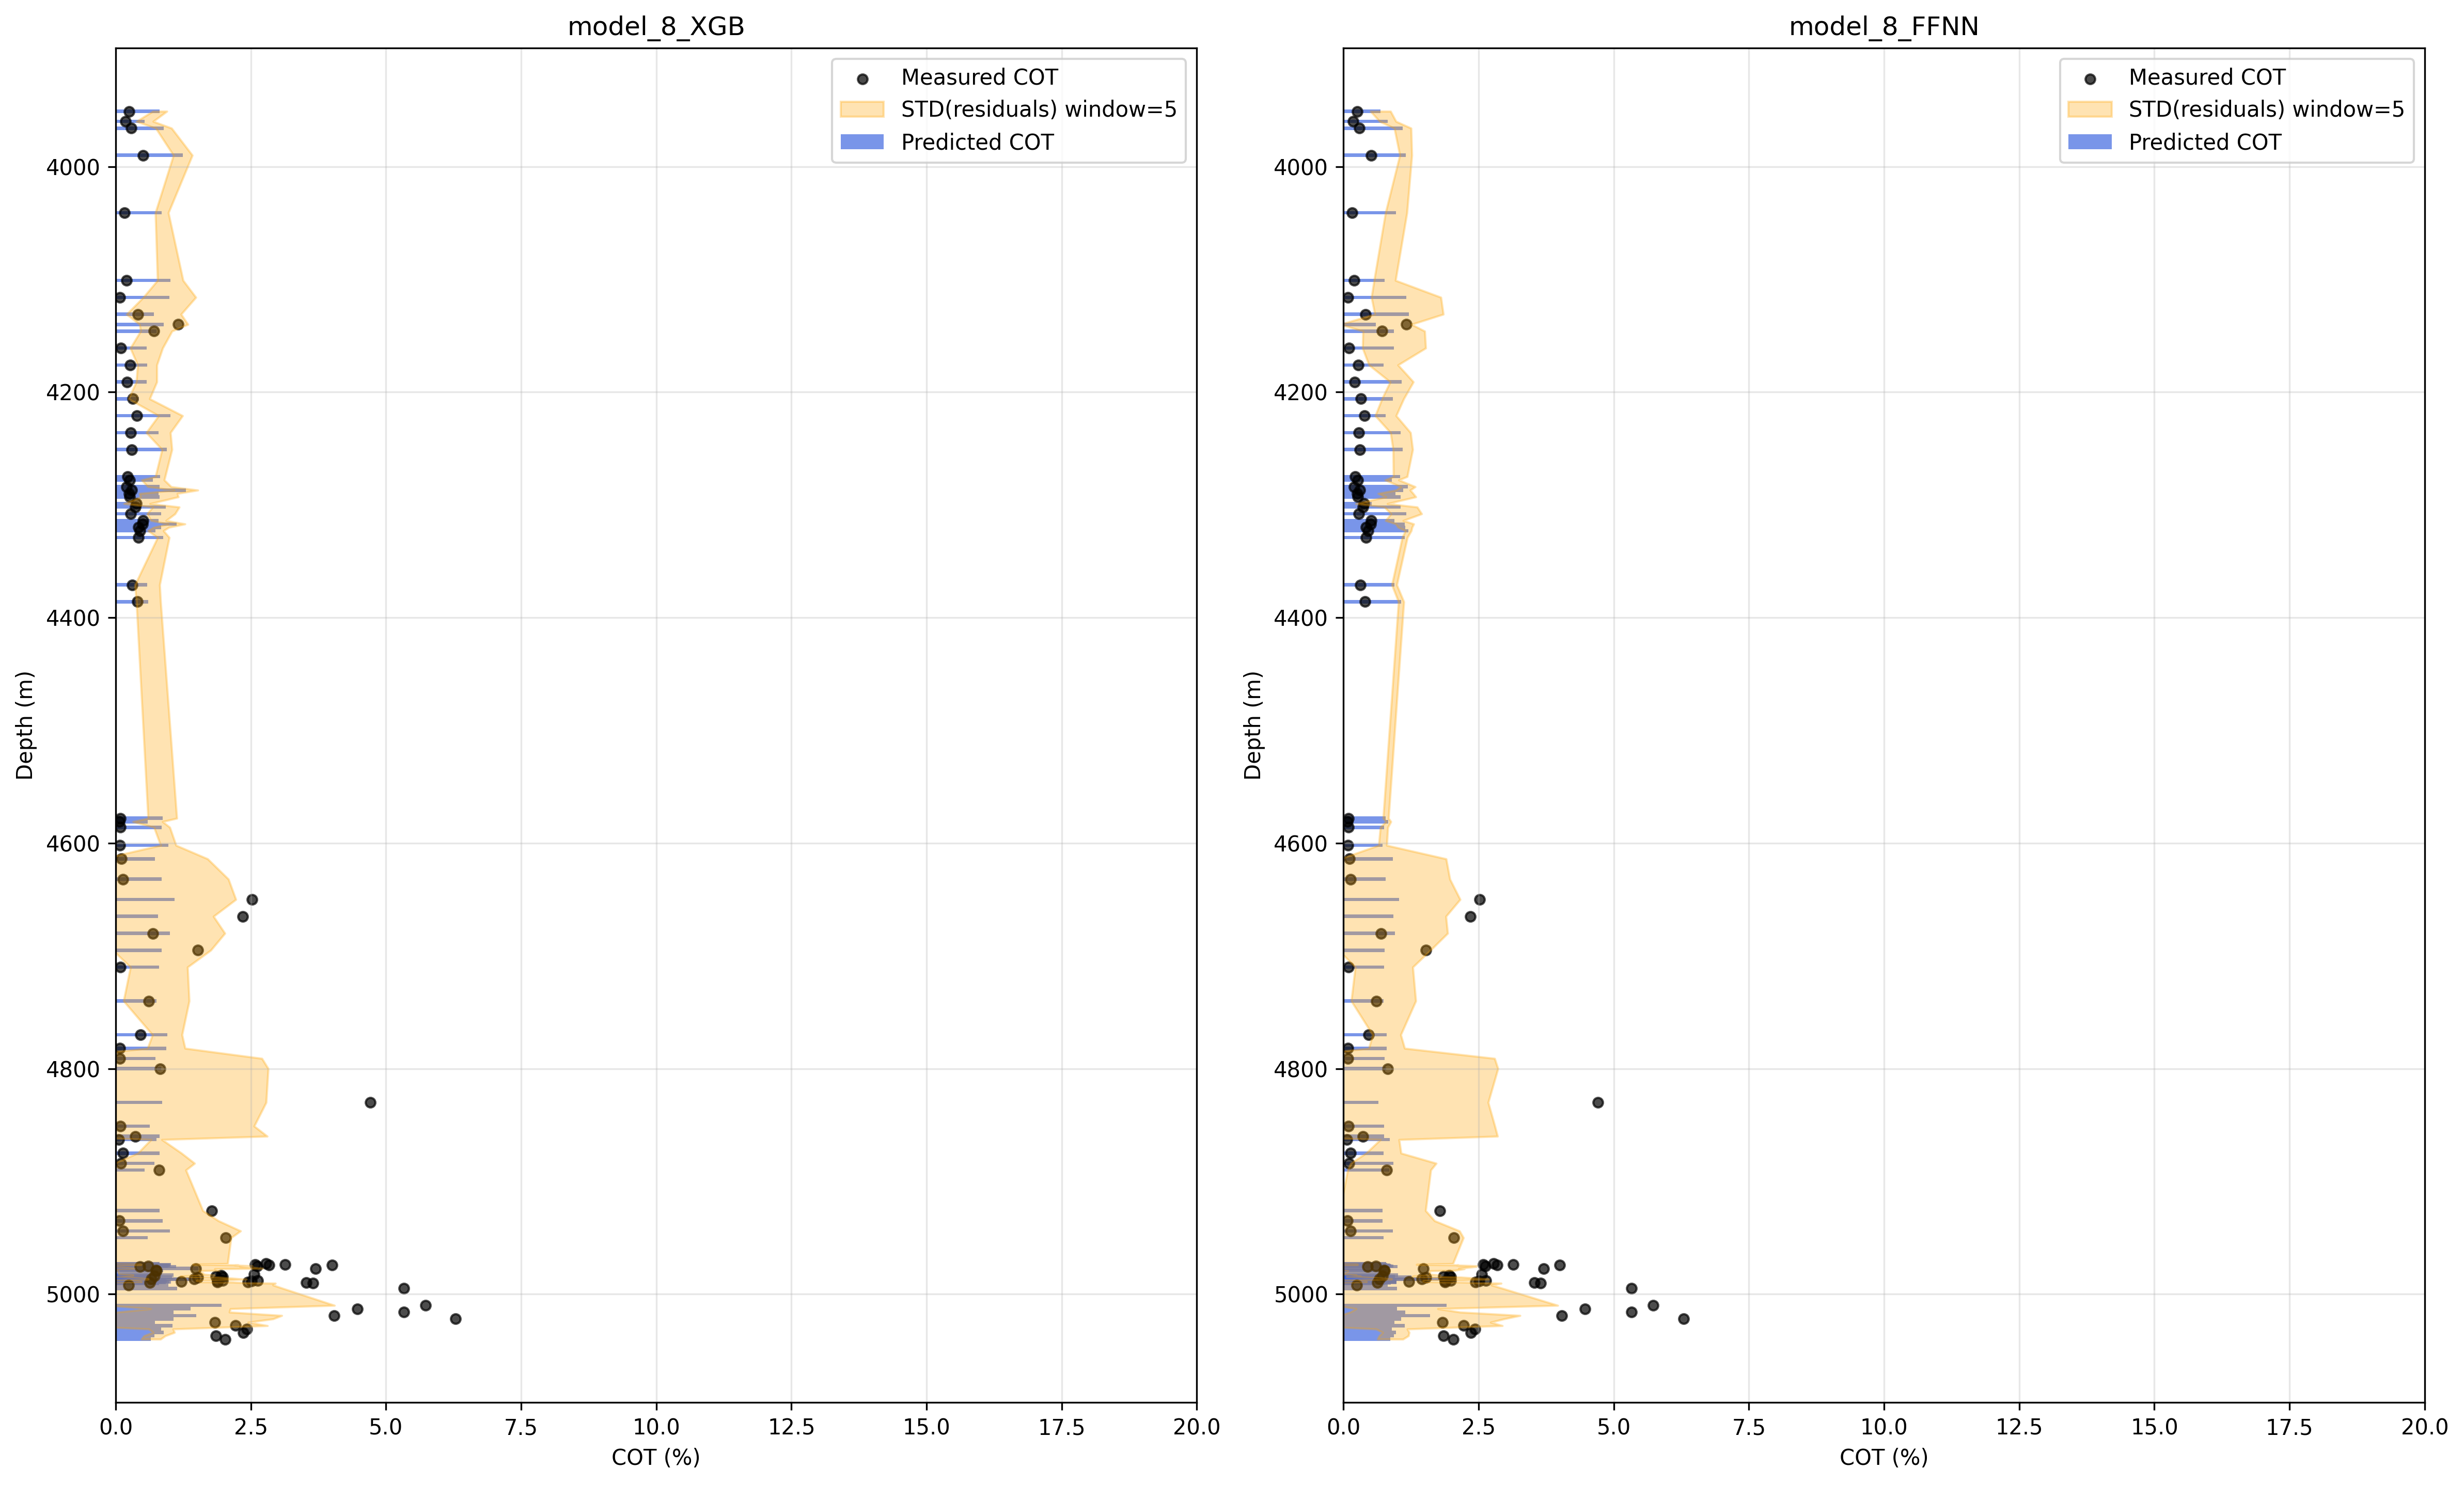 model_8_XGB
Measured COT
STD(residuals) window=5
Predicted COT
4000
4200
4400
4600
4800
5000
Depth (m)
0.0 2.5 5.0 7.5 10.0 12.5 15.0 17.5 20.0
COT (%)
model_8_FFNN
Measured COT
STD(residuals) window=5
Predicted COT
4000
4200
4400
4600
4800
5000
Depth (m)
0.0 2.5 5.0 7.5 10.0 12.5 15.0 17.5 20.0
COT (%)